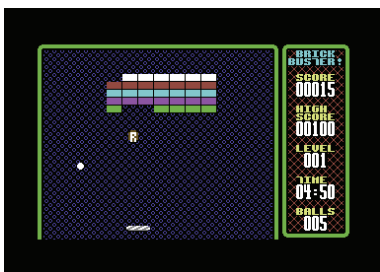 BRICK
BUSTER!
SCORE
00015
HIGH
SCORE
00100
LEVEL
001
TIME
04:50
BALLS
005
R